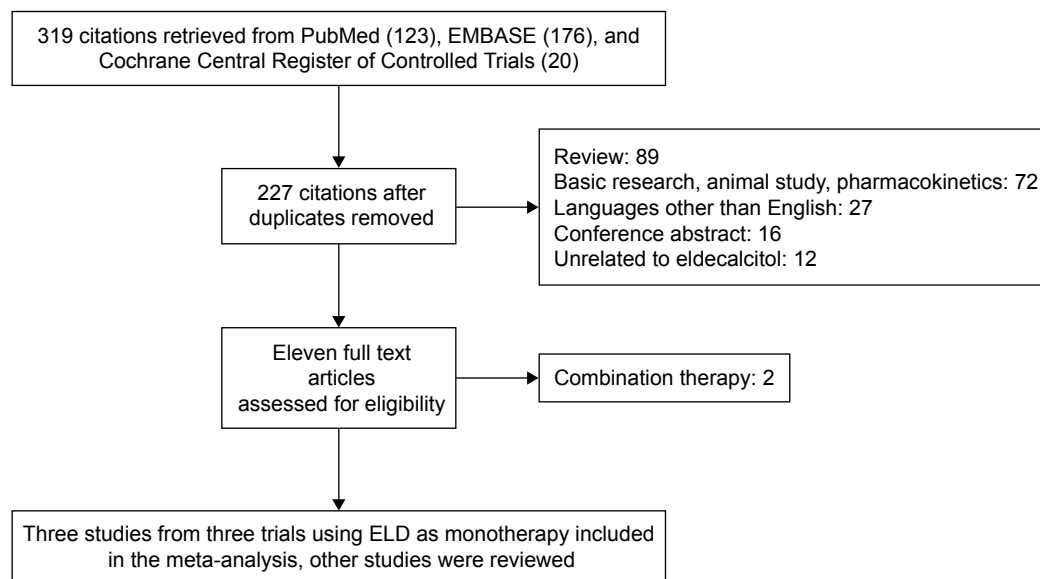 319 citations retrieved from PubMed (123), EMBASE (176), and
Cochrane Central Register of Controlled Trials (20)
227 citations after
duplicates removed
Review: 89
Basic research, animal study, pharmacokinetics: 72
Languages other than English: 27
Conference abstract: 16
Unrelated to eldecalcitol: 12
Eleven full text
articles
assessed for eligibility
Combination therapy: 2
Three studies from three trials using ELD as monotherapy included
in the meta-analysis, other studies were reviewed